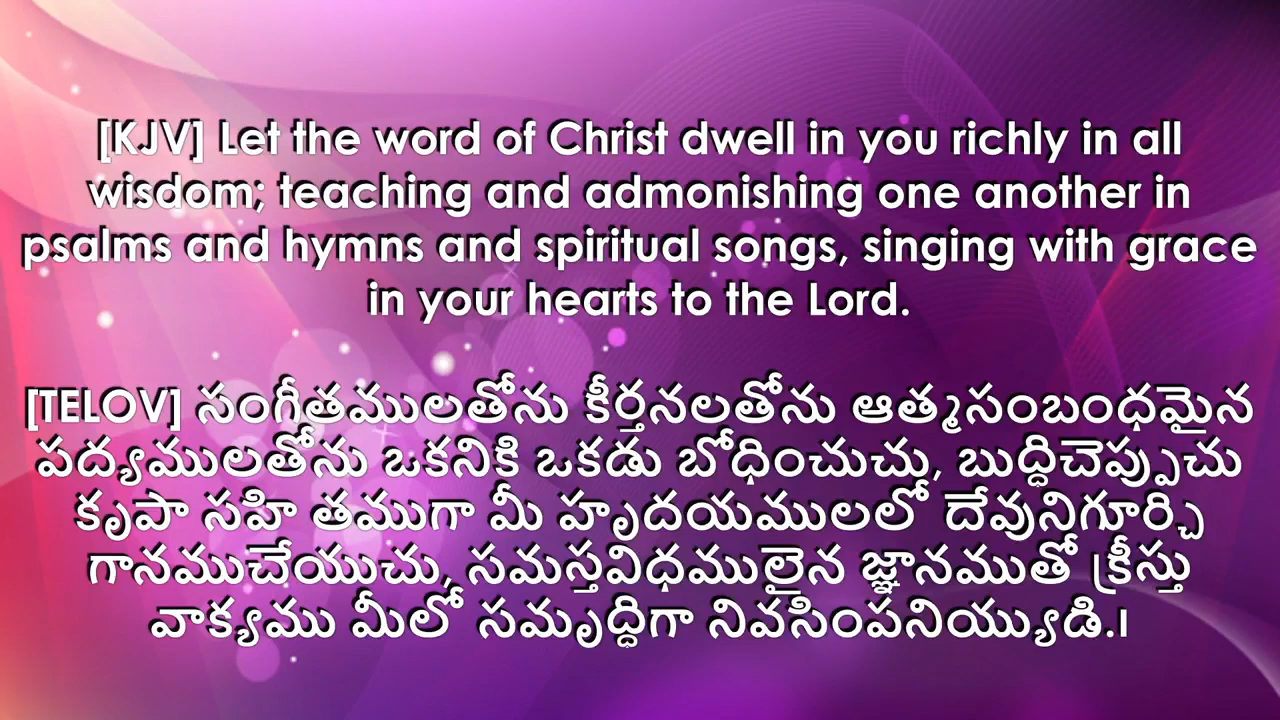 [KJV] Let the word of Christ dwell in you richly in all
wisdom; teaching and admonishing one another in
psalms and hymns and spiritual songs, singing with grace
in your hearts to the Lord.
[TELOV] సంగీతములతోను కీర్తనలతోను ఆత్మసంబంధమైన
పద్యములతోను ఒకనికి ఒకడు బోధించుచు, బుద్ధిచెప్పుచు
కృపా సహి తముగా మీ హృదయములలో దేవునిగూర్చి
గానముచేయుచు, సమస్తవిధములైన జ్ఞానముతో క్రీస్తు
వాక్యము మీలో సమృద్ధిగా నివసింపనియ్యుడి.।